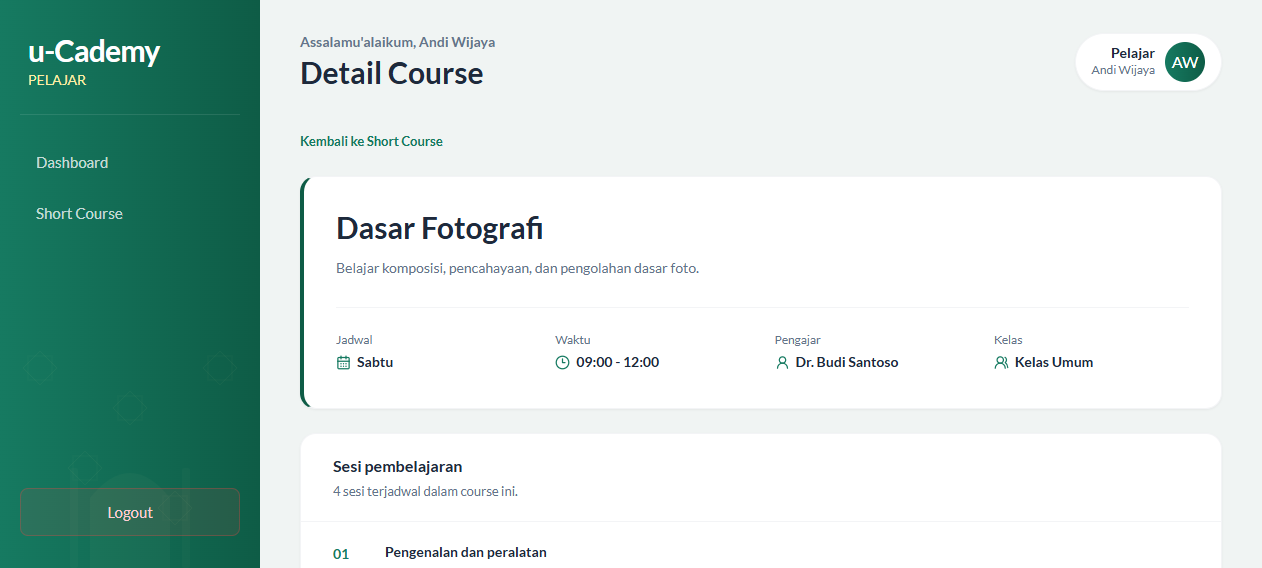 u-Cademy
PELAJAR
Dashboard
Short Course
Logout
Assalamu'alaikum, Andi Wijaya
Detail Course
Pelajar
Andi Wijaya
AW
Kembali ke Short Course
Dasar Fotografi
Belajar komposisi, pencahayaan, dan pengolahan dasar foto.
Jadwal
Sabtu
Waktu
09:00 - 12:00
Pengajar
Dr. Budi Santoso
Kelas
Kelas Umum
Sesi pembelajaran
4 sesi terjadwal dalam course ini.
01 Pengenalan dan peralatan